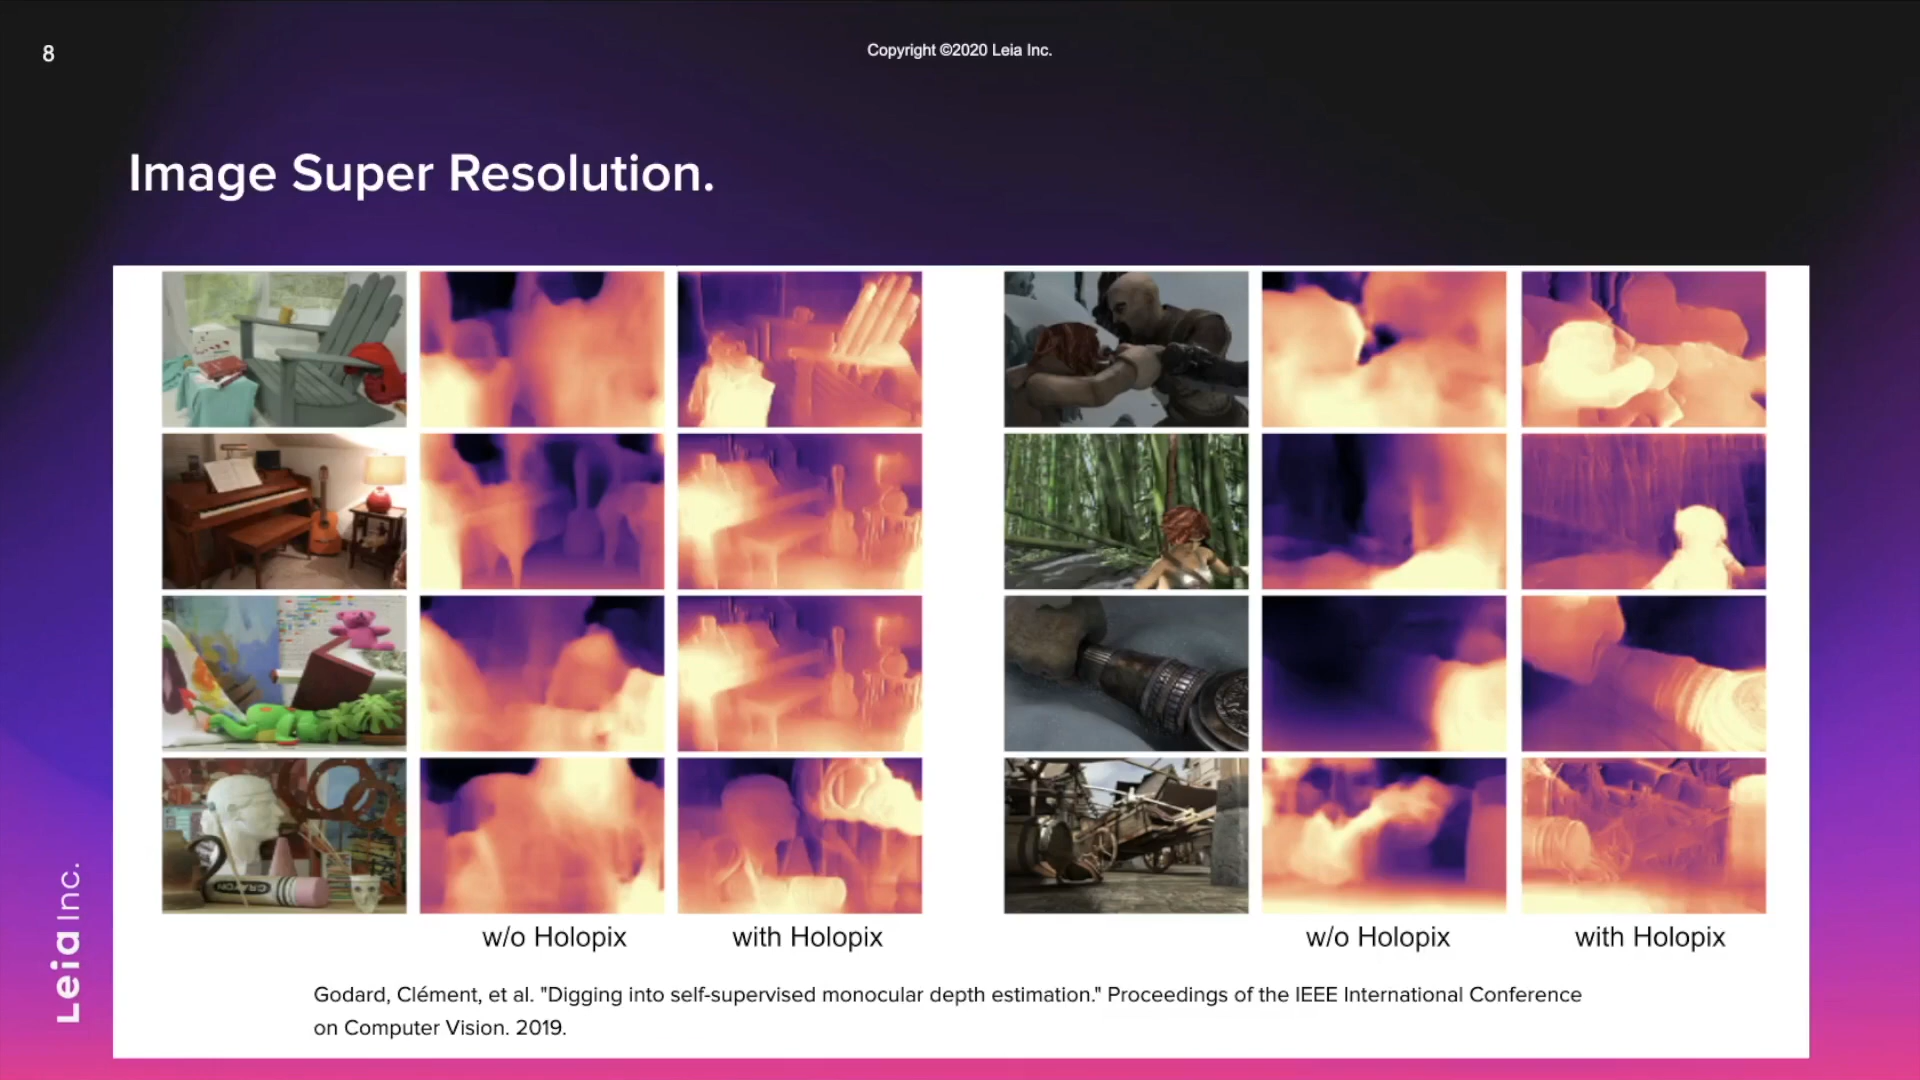 8
Copyright ©2020 Leia Inc.
Image Super Resolution.
CRAYON
w/o Holopix
with Holopix
w/o Holopix
with Holopix
Godard, Clément, et al. "Digging into self-supervised monocular depth estimation." Proceedings of the IEEE International Conference
on Computer Vision. 2019.
Leia Inc.